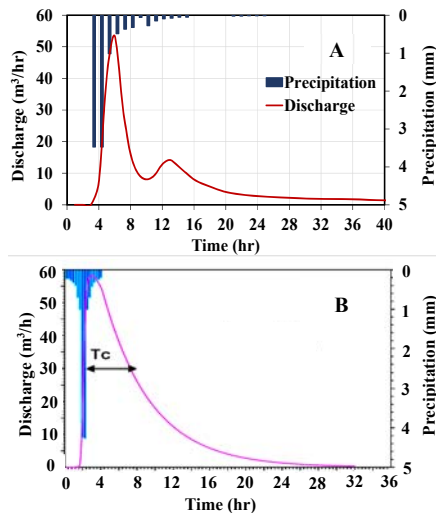 60 0
50 A 1
Precipitation
40 Discharge 2
30
20 3
10 4
0 5
0 4 8 12 16 20 24 28 32 36 40
Time (hr)
Discharge (m³/hr)
Precipitation (mm)
60 0
B
50 1
40 Tc 2
30
20 3
10 4
0 5
0 4 8 12 16 20 24 28 32 36
Time (hr)
Discharge (m³/h)
Precipitation (mm)